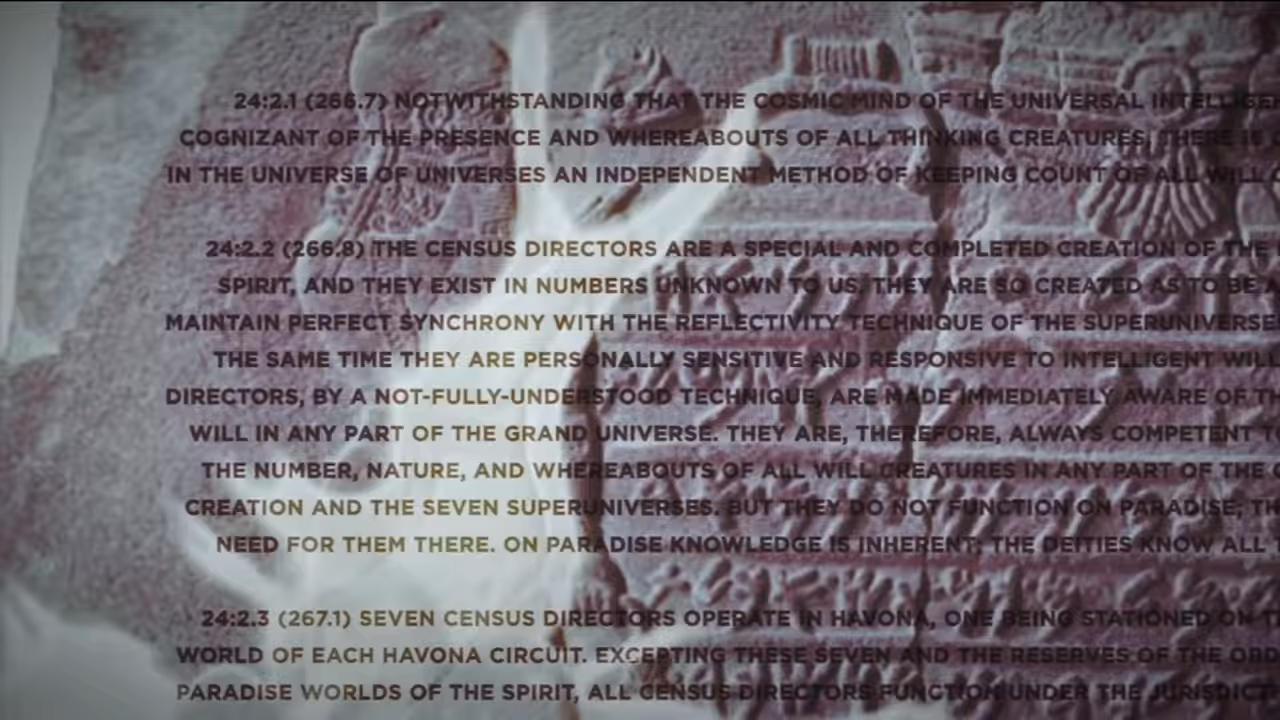 24:2.1 (266.7) NOTWITHSTANDING THAT THE COSMIC MIND OF THE UNIVERSAL
COGNIZANT OF THE PRESENCE AND WHEREABOUTS OF ALL THINKING CREATURES, THERE IS
IN THE UNIVERSE OF UNIVERSES AN INDEPENDENT METHOD OF KEEPING COUNT OF ALL WILL
24:2.2 (266.8) THE CENSUS DIRECTORS ARE A SPECIAL AND COMPLETED CREATION OF THE
SPIRIT, AND THEY EXIST IN NUMBERS UNKNOWN TO US. THEY ARE SO CREATED AS TO BE
MAINTAIN PERFECT SYNCHRONY WITH THE REFLECTIVITY TECHNIQUE OF THE SUPERUNIVERSE
THE SAME TIME THEY ARE PERSONALLY SENSITIVE AND RESPONSIVE TO INTELLIGENT WILL
DIRECTORS, BY A NOT-FULLY-UNDERSTOOD TECHNIQUE, ARE MADE IMMEDIATELY AWARE OF
WILL IN ANY PART OF THE GRAND UNIVERSE. THEY ARE, THEREFORE, ALWAYS COMPETENT
THE NUMBER, NATURE, AND WHEREABOUTS OF ALL WILL CREATURES IN ANY PART OF THE
CREATION AND THE SEVEN SUPERUNIVERSES. BUT THEY DO NOT FUNCTION ON PARADISE;
NEED FOR THEM THERE. ON PARADISE KNOWLEDGE IS INHERENT; THE DEITIES KNOW ALL
24:2.3 (267.1) SEVEN CENSUS DIRECTORS OPERATE IN HAVONA, ONE BEING STATIONED ON
WORLD OF EACH HAVONA CIRCUIT. EXCEPTING THESE SEVEN AND THE RESERVES OF THE
PARADISE WORLDS OF THE SPIRIT, ALL CENSUS DIRECTORS FUNCTION UNDER THE